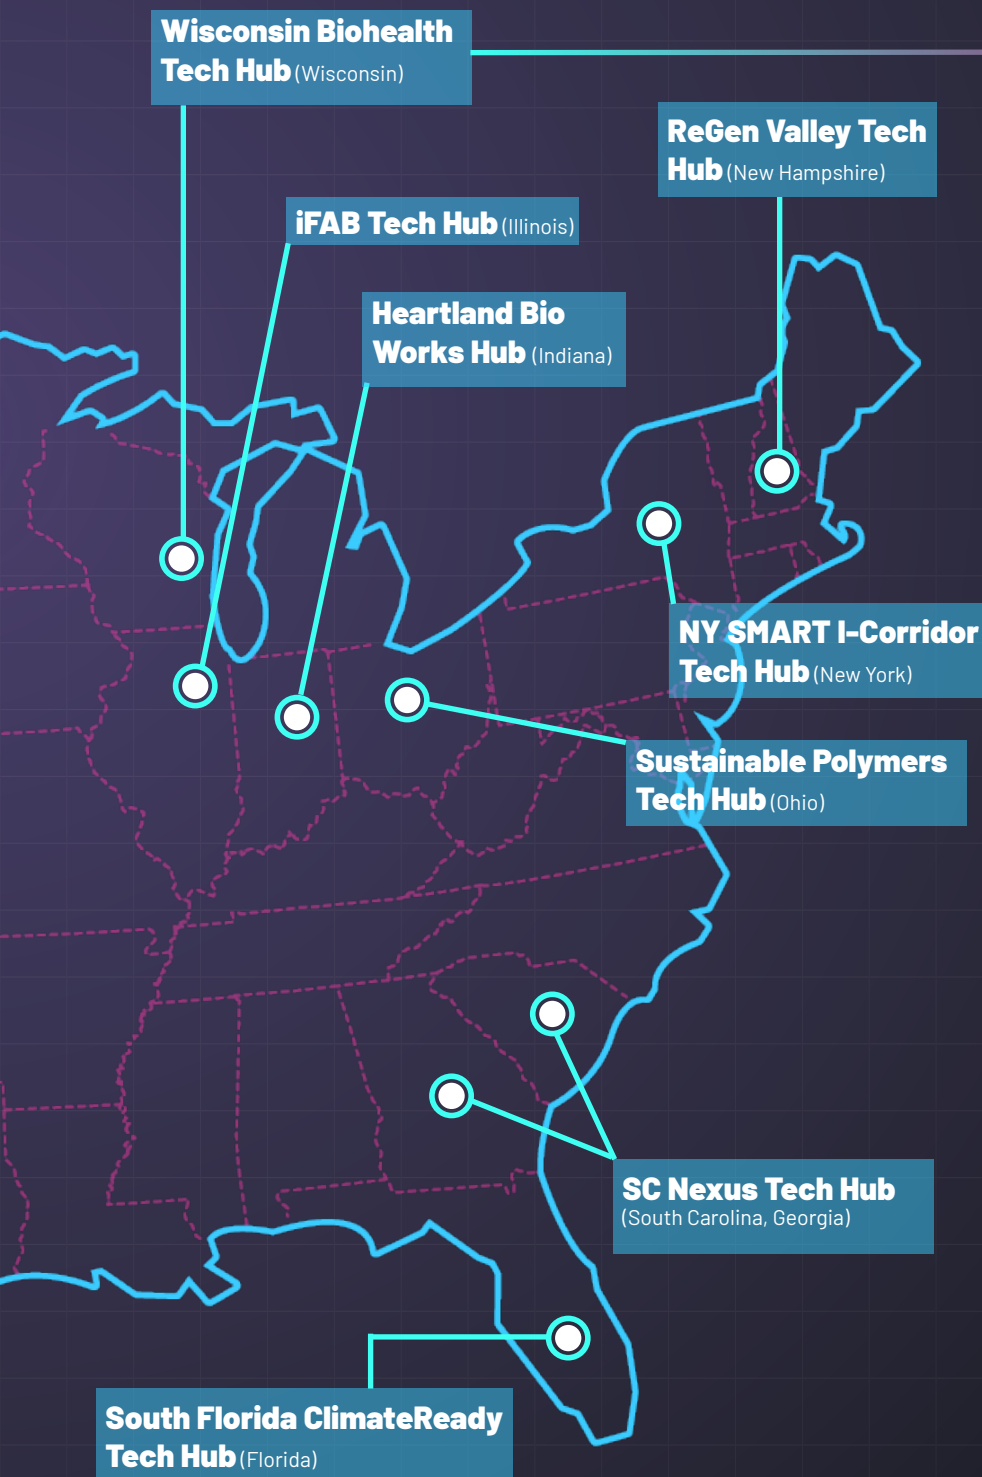 Wisconsin Biohealth
Tech Hub (Wisconsin)
ReGen Valley Tech
Hub (New Hampshire)
iFAB Tech Hub (Illinois)
Heartland Bio
Works Hub (Indiana)
NY SMART I-Corridor
Tech Hub (New York)
Sustainable Polymers
Tech Hub (Ohio)
SC Nexus Tech Hub
(South Carolina, Georgia)
South Florida ClimateReady
Tech Hub (Florida)